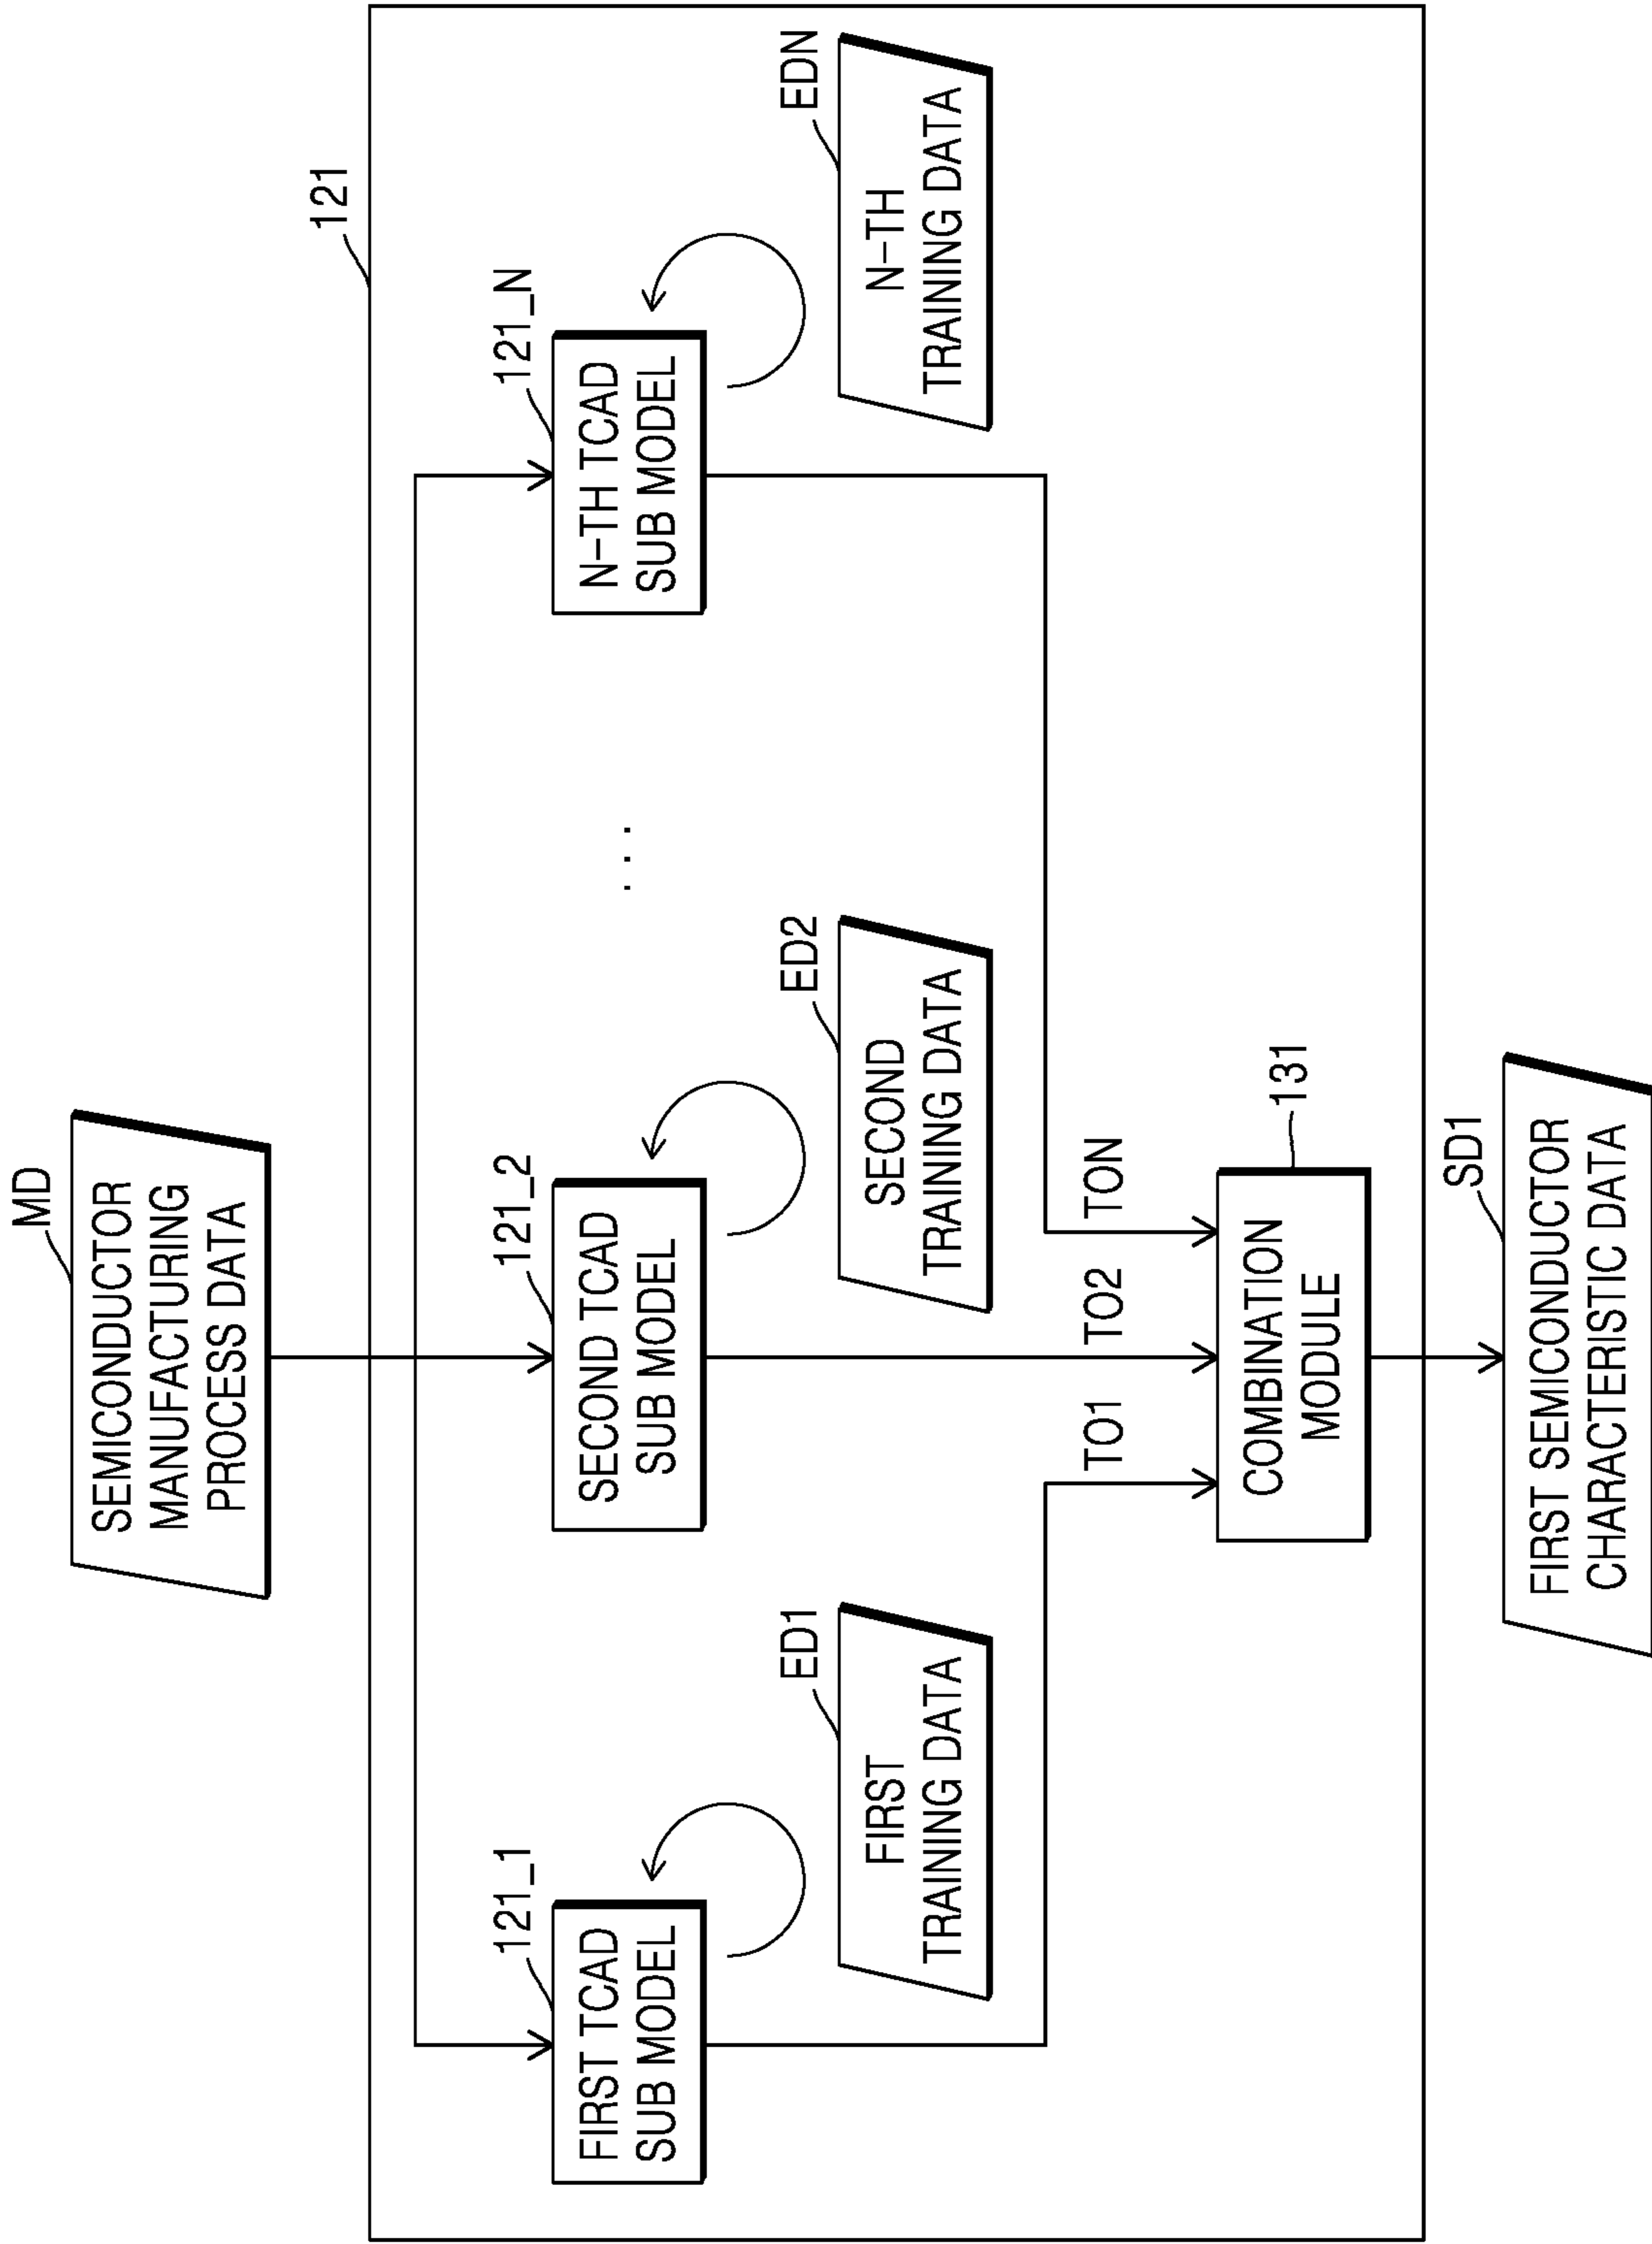 MD
SEMICONDUCTOR
MANUFACTURING
PROCESS DATA
121
121_1
FIRST TCAD
SUB MODEL
121_2
SECOND TCAD
SUB MODEL
. . .
121_N
N-TH TCAD
SUB MODEL
ED1
FIRST
TRAINING DATA
ED2
SECOND
TRAINING DATA
EDN
N-TH
TRAINING DATA
TO1
TO2
TON
131
COMBINATION
MODULE
SD1
FIRST SEMICONDUCTOR
CHARACTERISTIC DATA